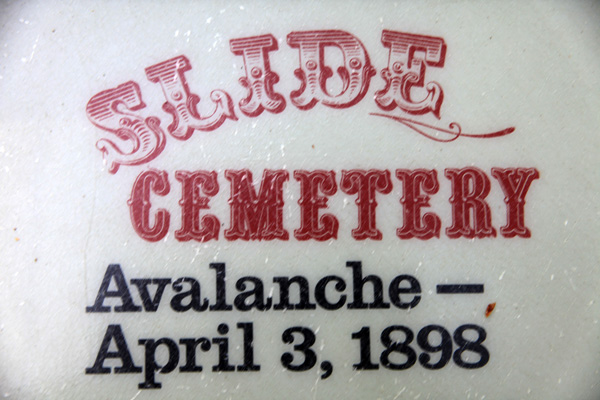 SLIDE
CEMETERY
Avalanche —
April 3, 1898